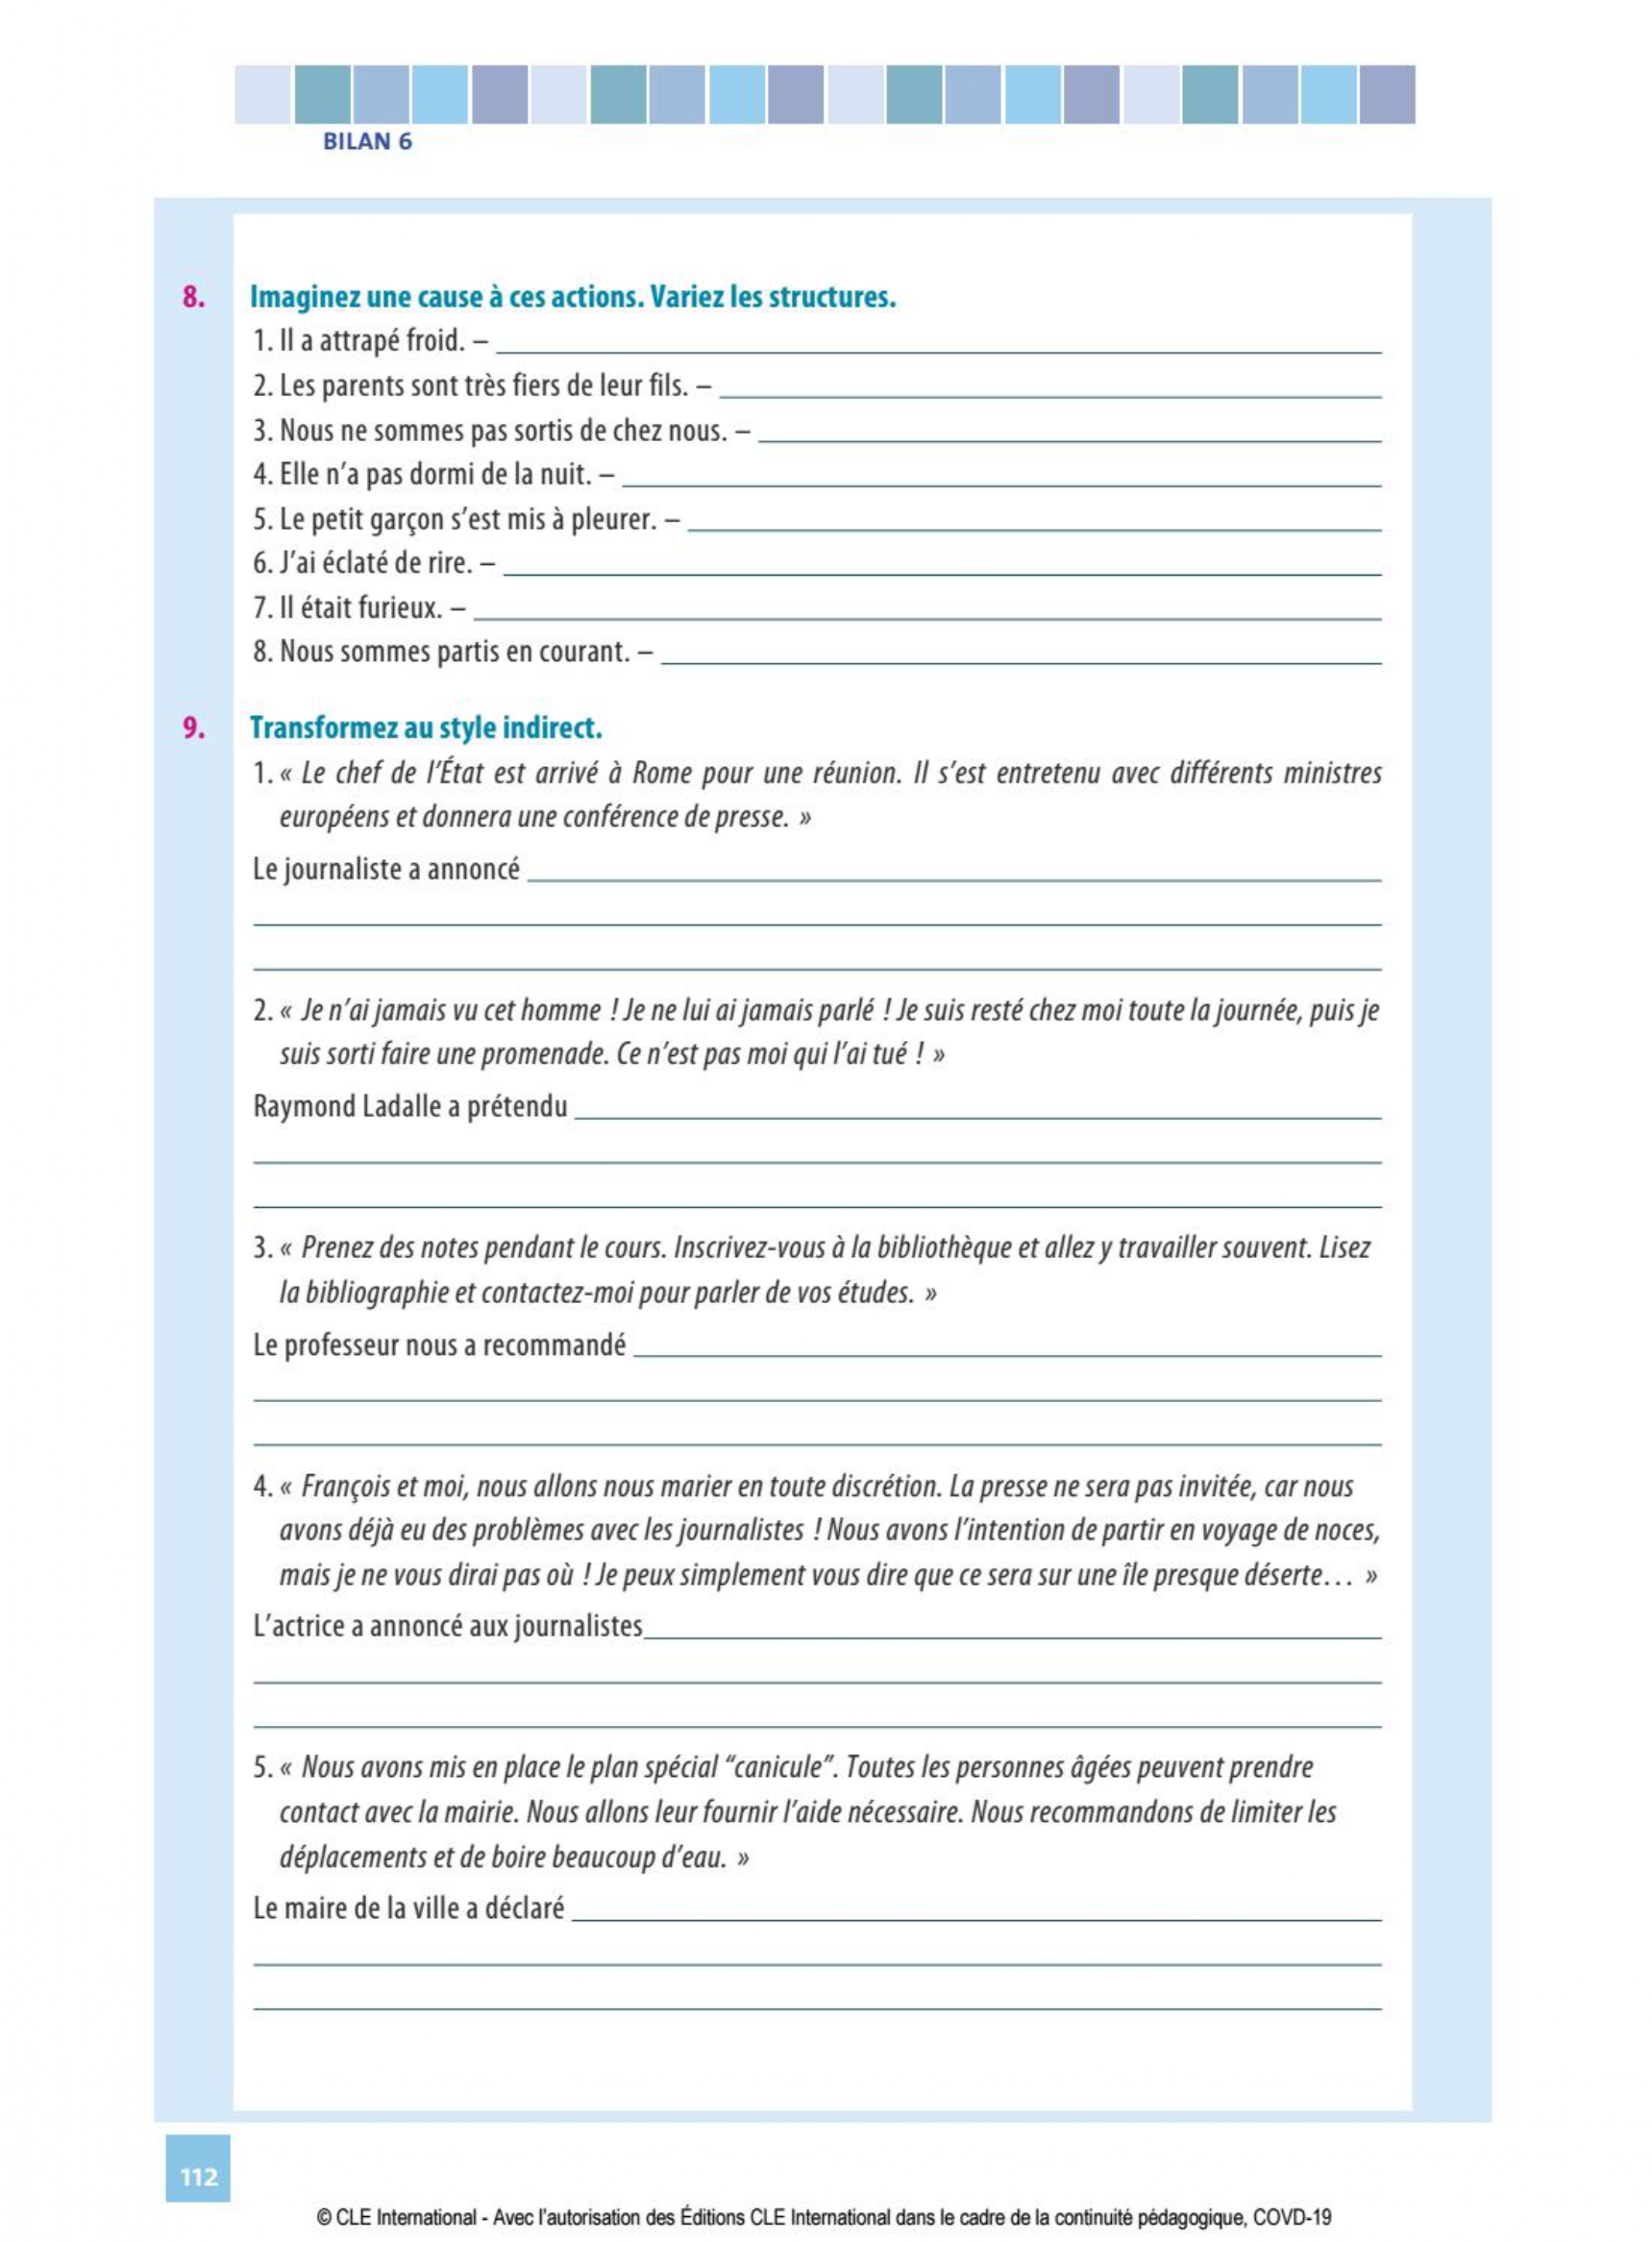 BILAN 6
8. Imaginez une cause à ces actions. Variez les structures.
1. Il a attrapé froid. –
2. Les parents sont très fiers de leur fils. –
3. Nous ne sommes pas sortis de chez nous. –
4. Elle n'a pas dormi de la nuit. –
5. Le petit garçon s'est mis à pleurer. –
6. J'ai éclaté de rire. –
7. Il était furieux. –
8. Nous sommes partis en courant. –
9. Transformez au style indirect.
1. « Le chef de l'État est arrivé à Rome pour une réunion. Il s'est entretenu avec différents ministres
européens et donnera une conférence de presse. »
Le journaliste a annoncé
2. « Je n'ai jamais vu cet homme ! Je ne lui ai jamais parlé ! Je suis resté chez moi toute la journée, puis je
suis sorti faire une promenade. Ce n'est pas moi qui l'ai tué ! »
Raymond Ladalle a prétendu
3. « Prenez des notes pendant le cours. Inscrivez-vous à la bibliothèque et allez y travailler souvent. Lisez
la bibliographie et contactez-moi pour parler de vos études. »
Le professeur nous a recommandé
4. « François et moi, nous allons nous marier en toute discrétion. La presse ne sera pas invitée, car nous
avons déjà eu des problèmes avec les journalistes ! Nous avons l'intention de partir en voyage de noces,
mais je ne vous dirai pas où ! Je peux simplement vous dire que ce sera sur une île presque déserte… »
L'actrice a annoncé aux journalistes
5. « Nous avons mis en place le plan spécial “canicule”. Toutes les personnes âgées peuvent prendre
contact avec la mairie. Nous allons leur fournir l'aide nécessaire. Nous recommandons de limiter les
déplacements et de boire beaucoup d'eau. »
Le maire de la ville a déclaré
112
© CLE International - Avec l'autorisation des Éditions CLE International dans le cadre de la continuité pédagogique, COVD-19